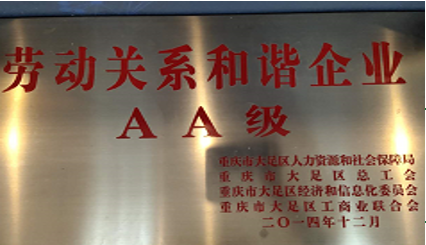 劳动关系和谐企业
AA级
重庆市大足区人力资源和社会保障局
重庆市大足区总工会
重庆市大足区经济和信息化委员会
重庆市大足区工商业联合会
二〇一四年十二月